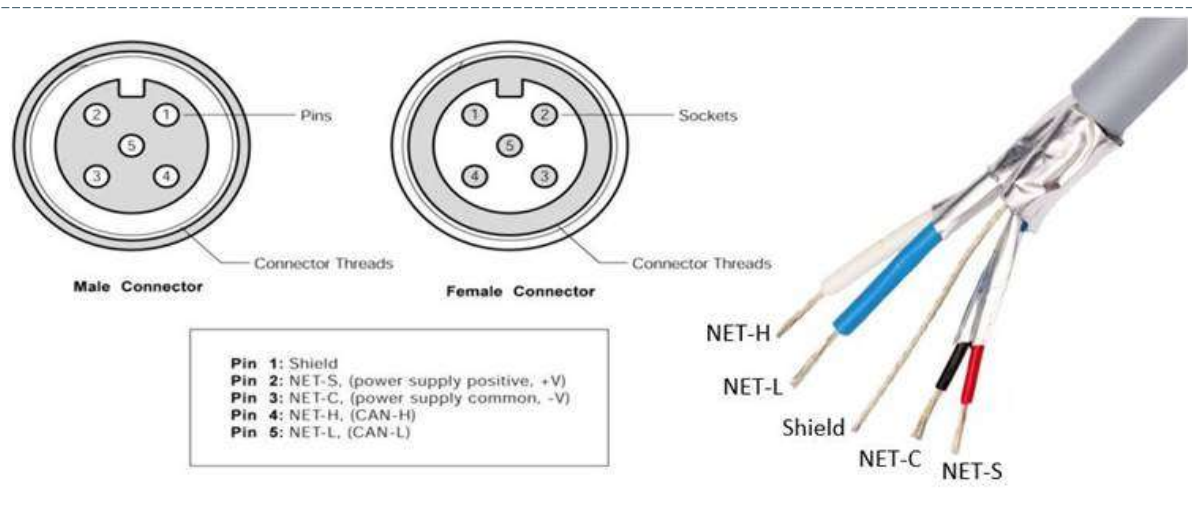 2
1
5
3
4
Pins
Connector Threads
Male Connector
1
2
5
4
3
Sockets
Connector Threads
Female Connector
Pin 1: Shield
Pin 2: NET-S, (power supply positive, +V)
Pin 3: NET-C, (power supply common, -V)
Pin 4: NET-H, (CAN-H)
Pin 5: NET-L, (CAN-L)
NET-H
NET-L
Shield
NET-C
NET-S